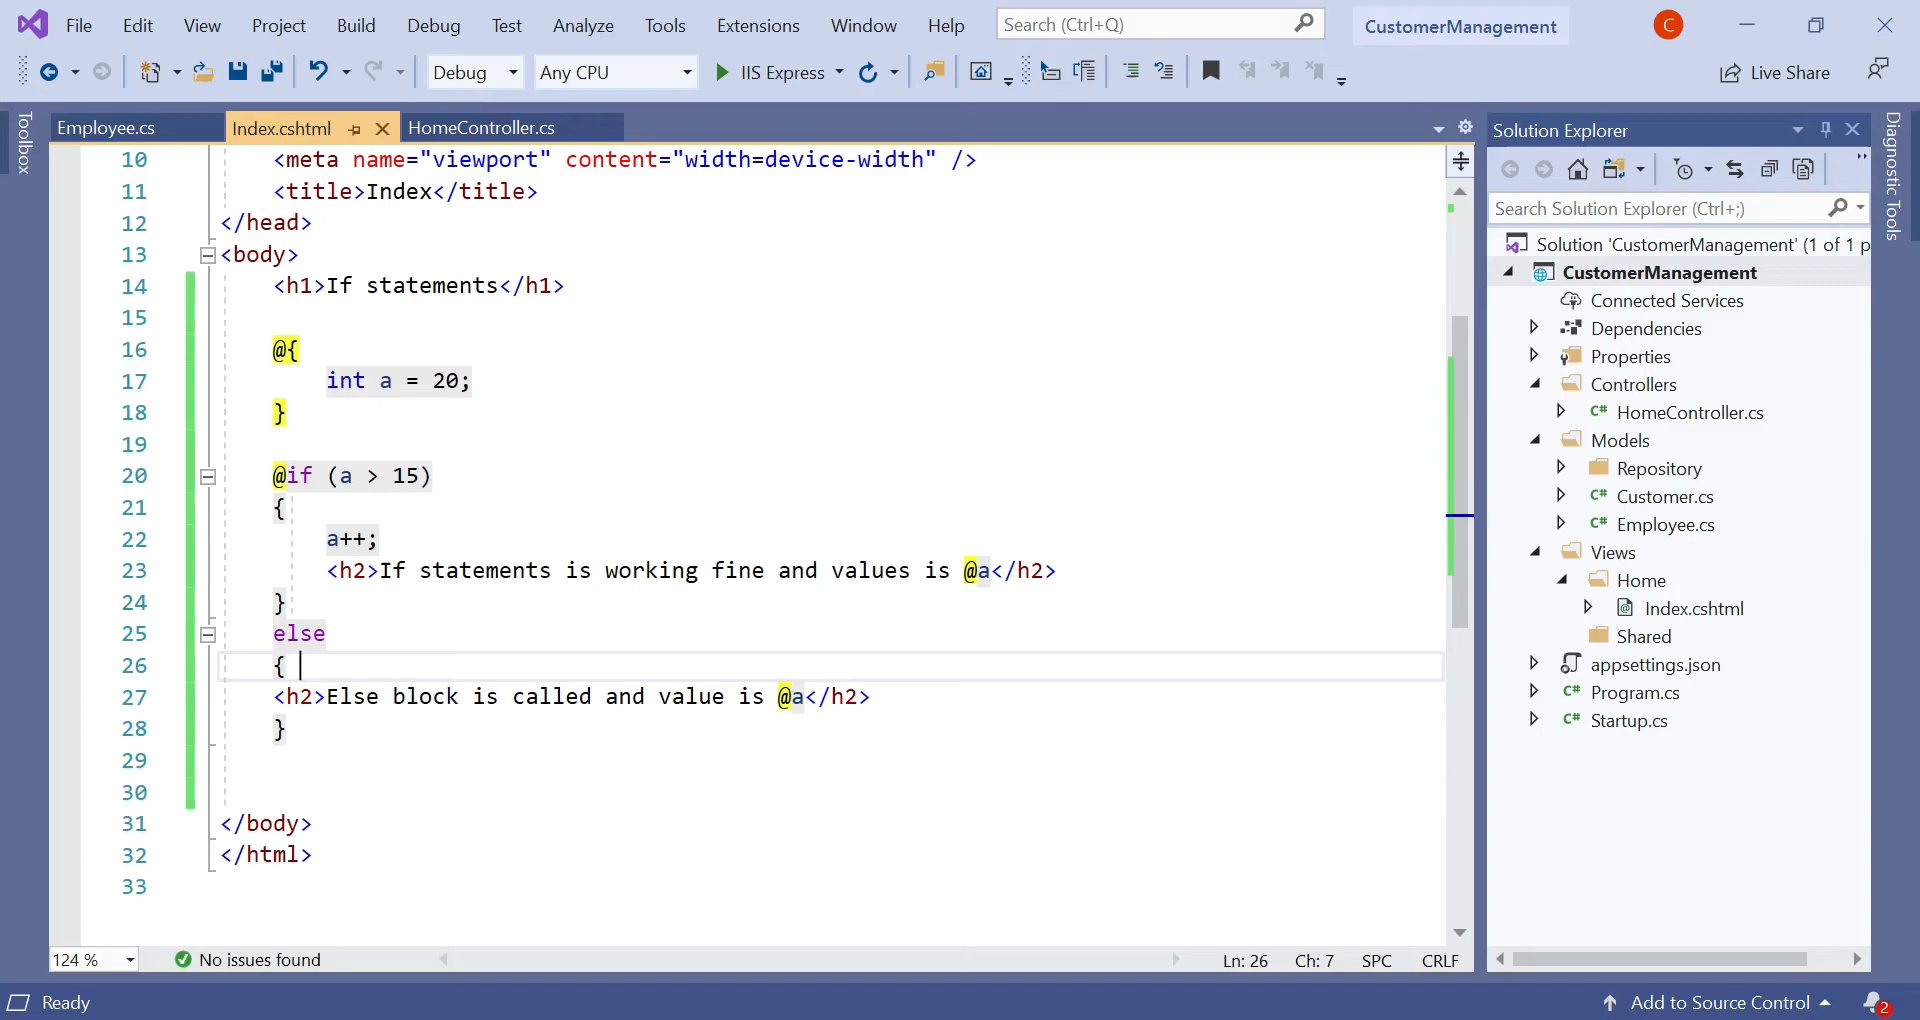 File Edit View Project Build Debug Test Analyze Tools Extensions Window Help Search (Ctrl+Q) CustomerManagement C
Debug Any CPU IIS Express Live Share
Toolbox
Employee.cs Index.cshtml HomeController.cs
10 <meta name="viewport" content="width=device-width" />
11 <title>Index</title>
12 </head>
13 <body>
14 <h1>If statements</h1>
15
16 @{
17 int a = 20;
18 }
19
20 @if (a > 15)
21 {
22 a++;
23 <h2>If statements is working fine and values is @a</h2>
24 }
25 else
26 {
27 <h2>Else block is called and value is @a</h2>
28 }
29
30
31 </body>
32 </html>
33
124 % No issues found Ln: 26 Ch: 7 SPC CRLF
Solution Explorer
Search Solution Explorer (Ctrl+;)
Solution 'CustomerManagement' (1 of 1 p
CustomerManagement
Connected Services
Dependencies
Properties
Controllers
C# HomeController.cs
Models
Repository
C# Customer.cs
C# Employee.cs
Views
Home
Index.cshtml
Shared
appsettings.json
C# Program.cs
C# Startup.cs
Diagnostic Tools
Ready Add to Source Control 2